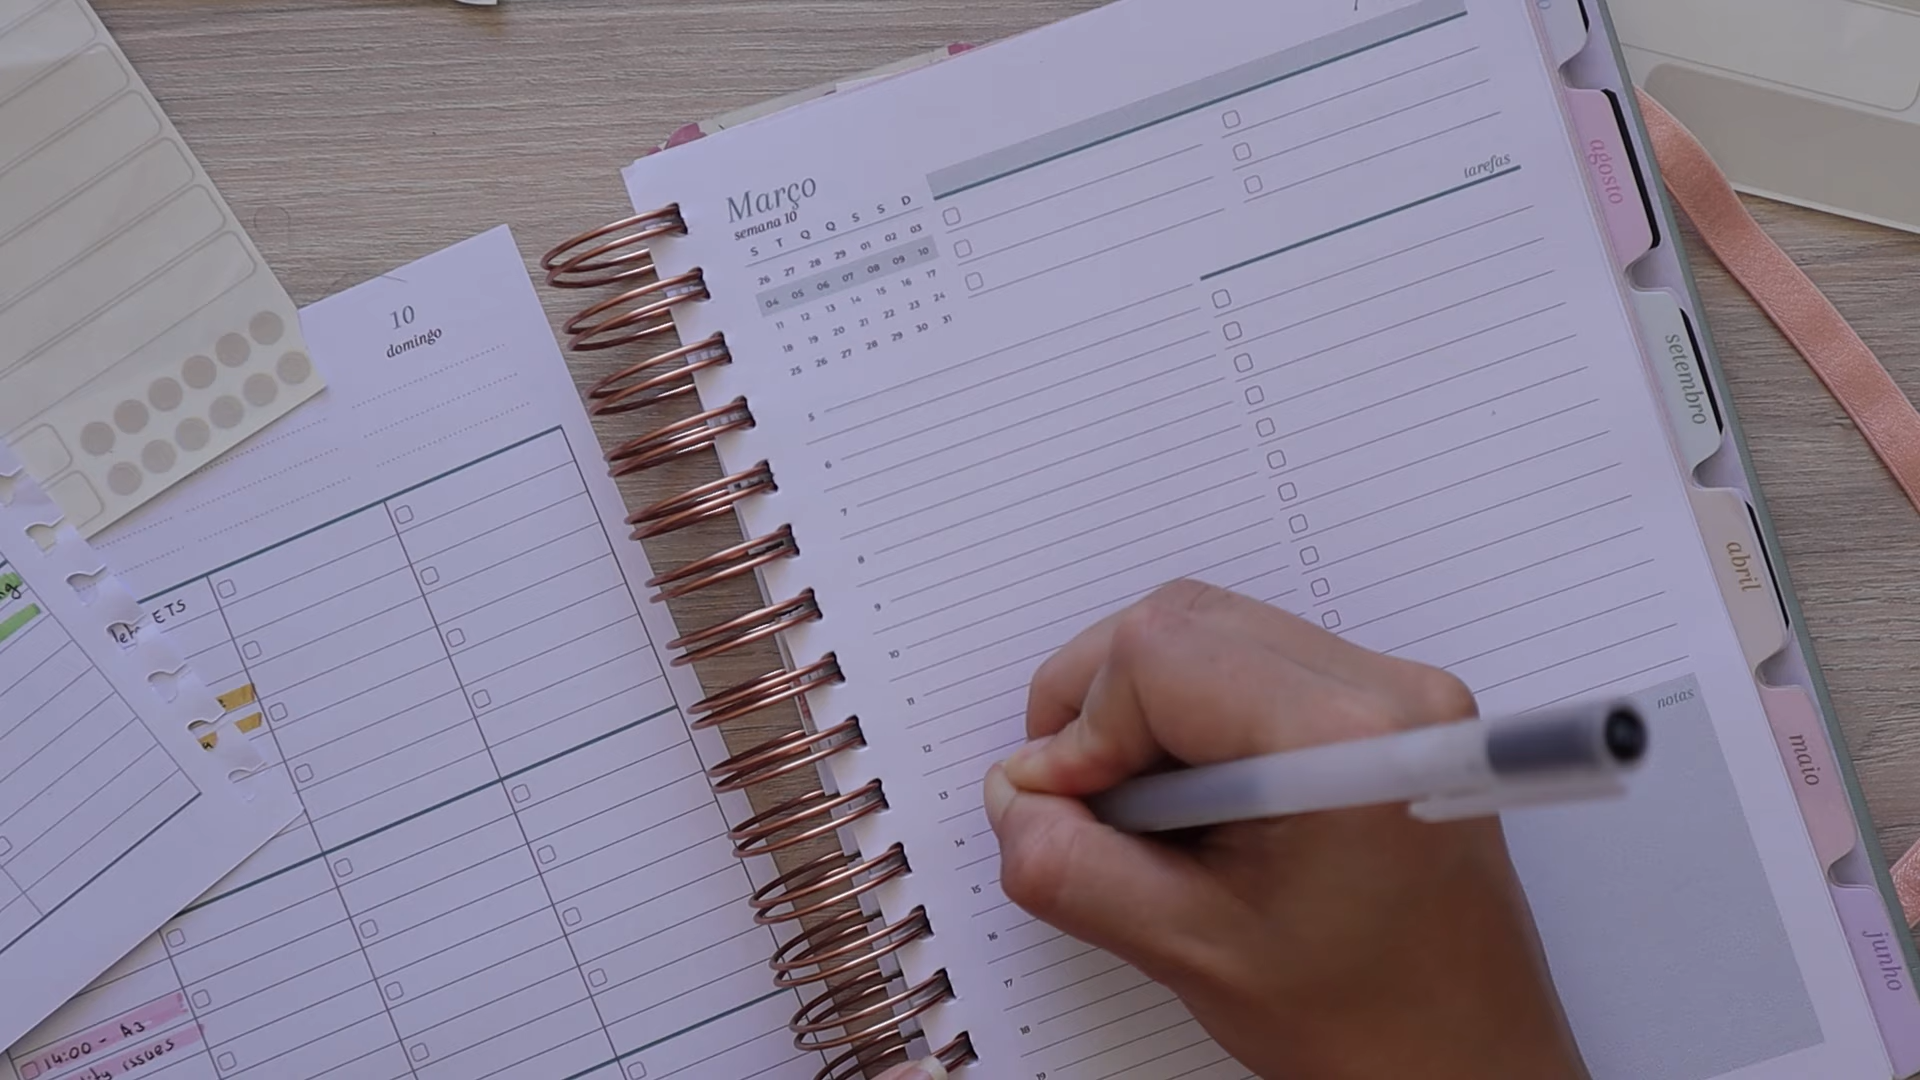 10
domingo
ETS
14:00 - A3
issues
Março
semana 10
S T Q Q S S D
26 27 28 29 01 02 03
04 05 06 07 08 09 10
11 12 13 14 15 16 17
18 19 20 21 22 23 24
25 26 27 28 29 30 31
tarefas
5
6
7
8
9
10
11
12
13
14
15
16
17
18
19
notas
agosto
setembro
abril
maio
junho